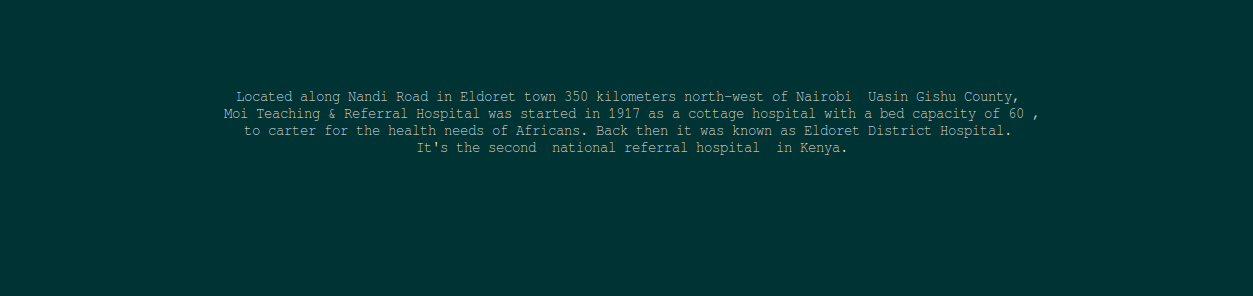 Located along Nandi Road in Eldoret town 350 kilometers north-west of Nairobi  Uasin Gishu County,
Moi Teaching & Referral Hospital was started in 1917 as a cottage hospital with a bed capacity of 60 ,
to carter for the health needs of Africans. Back then it was known as Eldoret District Hospital.
It's the second  national referral hospital  in Kenya.